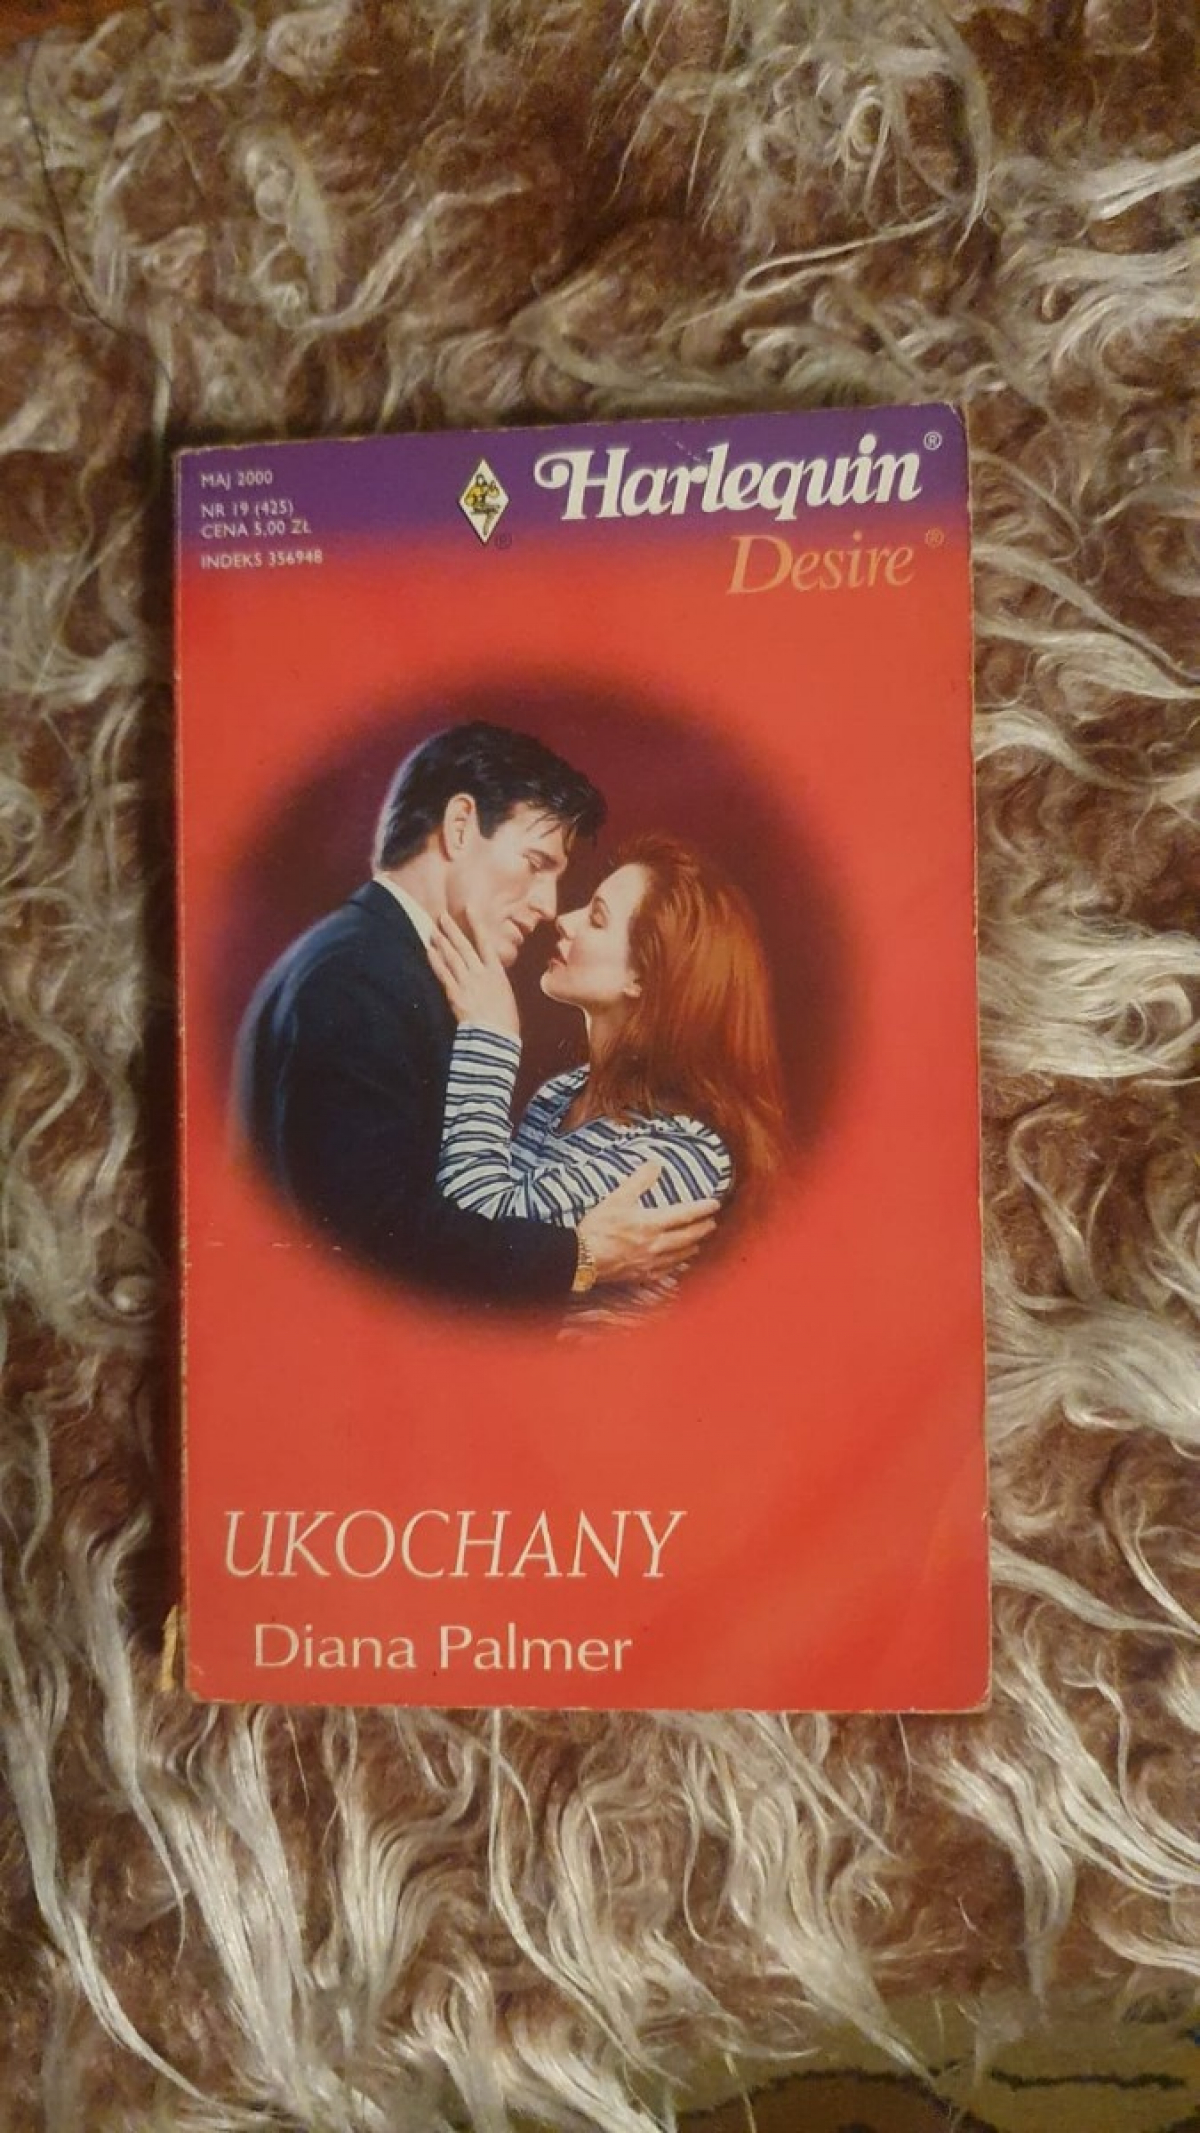 MAJ 2000
NR 19 (425)
CENA 5,00 ZŁ
INDEKS 356948
Harlequin®
Desire®
UKOCHANY
Diana Palmer